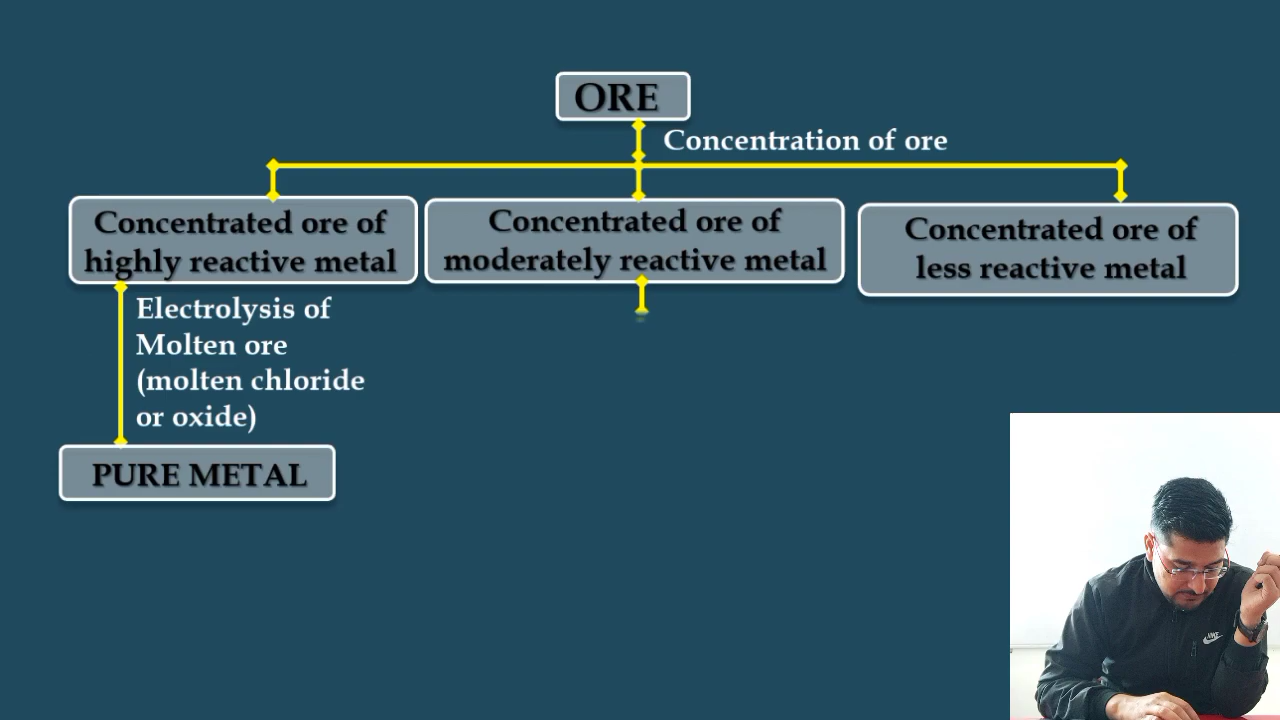 ORE
Concentration of ore
Concentrated ore of
highly reactive metal
Concentrated ore of
moderately reactive metal
Concentrated ore of
less reactive metal
Electrolysis of
Molten ore
(molten chloride
or oxide)
PURE METAL